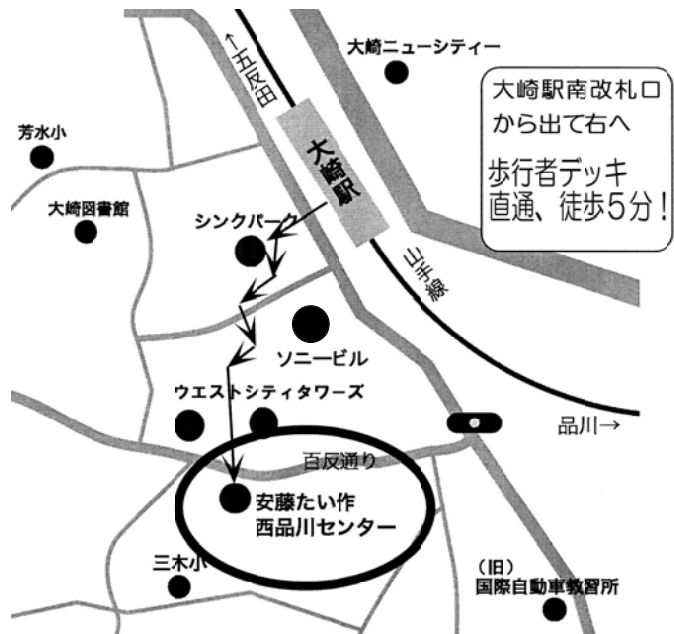 大崎ニューシティー
←五反田
大崎駅南改札口
から出て右へ
歩行者デッキ
直通、徒歩5分!
芳水小
大崎駅
大崎図書館
シンクパーク
山手線
ソニービル
ウエストシティタワーズ
品川→
百反通り
安藤たい作
西品川センター
三木小
(旧)
国際自動車教習所